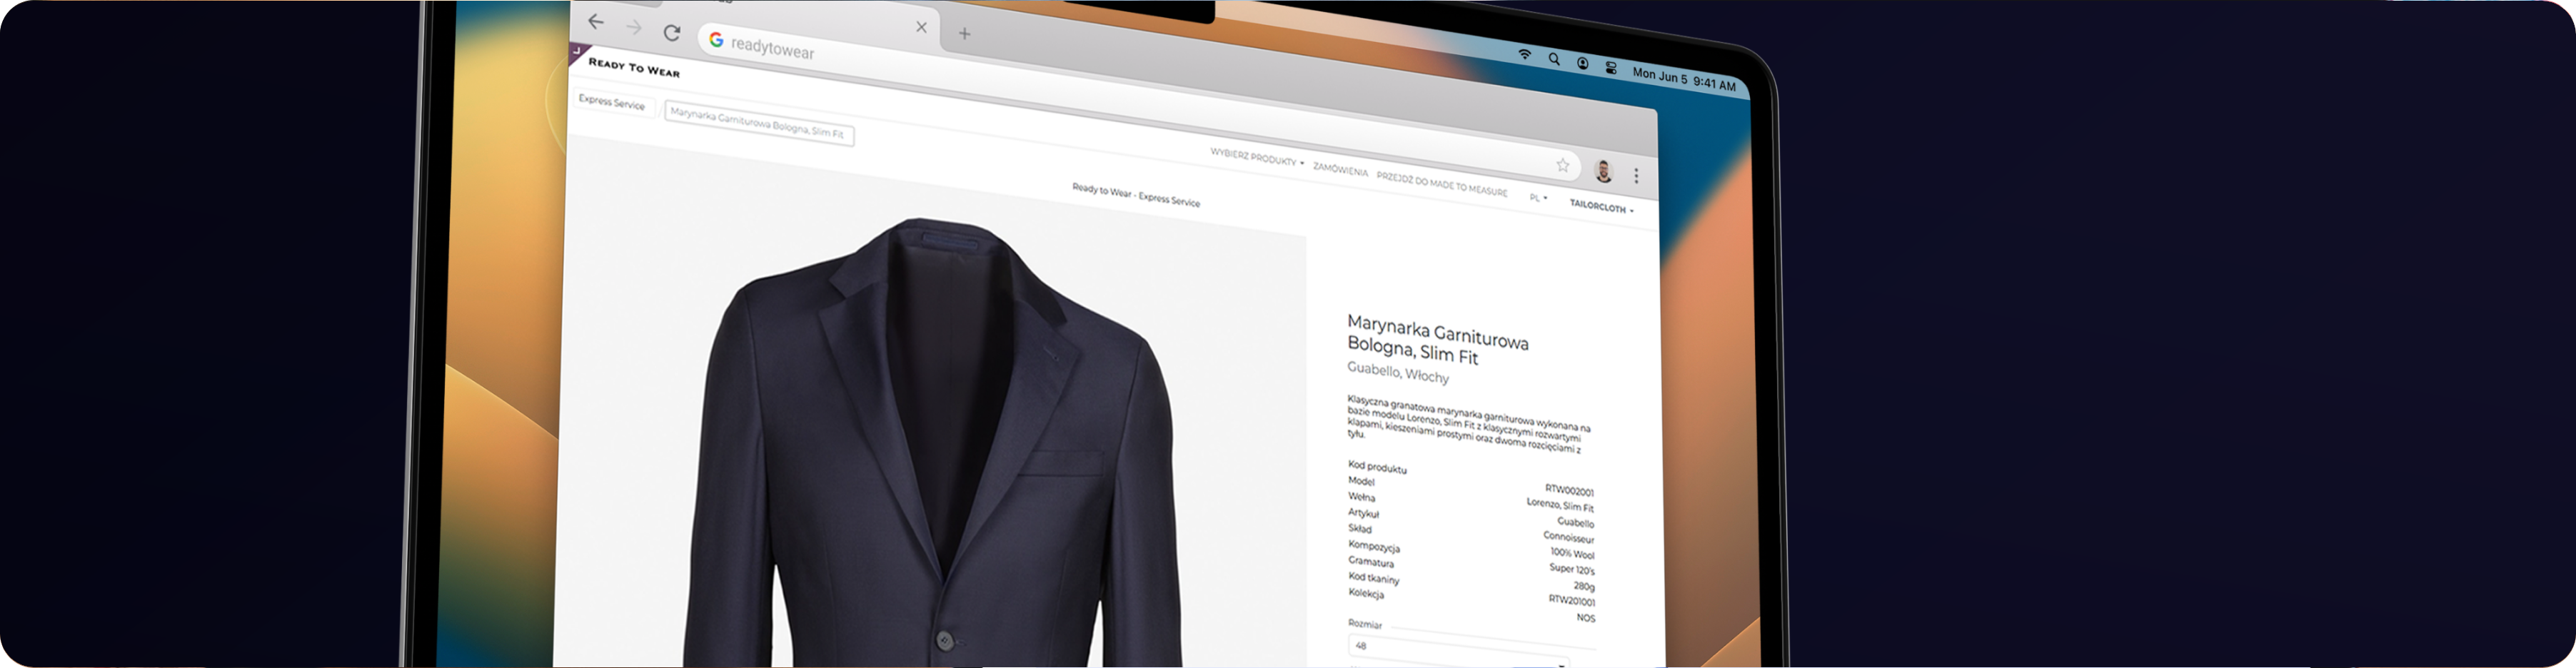 readytowear
Mon Jun 5 9:41 AM
READY TO WEAR
Express Service / Marynarka Garniturowa Bologna, Slim Fit
WYBIERZ PRODUKTY ZAMÓWIENIA PRZEJDŹ DO MADE TO MEASURE PL TAILORCLOTH
Ready to Wear - Express Service
Marynarka Garniturowa
Bologna, Slim Fit
Guabello, Włochy
Klasyczna granatowa marynarka garniturowa wykonana na
bazie modelu Lorenzo, Slim Fit z klasycznymi rozwartymi
klapami, kieszeniami prostymi oraz dwoma rozcięciami z
tyłu.
Kod produktu RTW002001
Model Lorenzo, Slim Fit
Wełna Guabello
Artykuł Connoisseur
Skład 100% Wool
Kompozycja Super 120's
Gramatura 280g
Kod tkaniny RTW201001
Kolekcja NOS
Rozmiar
48